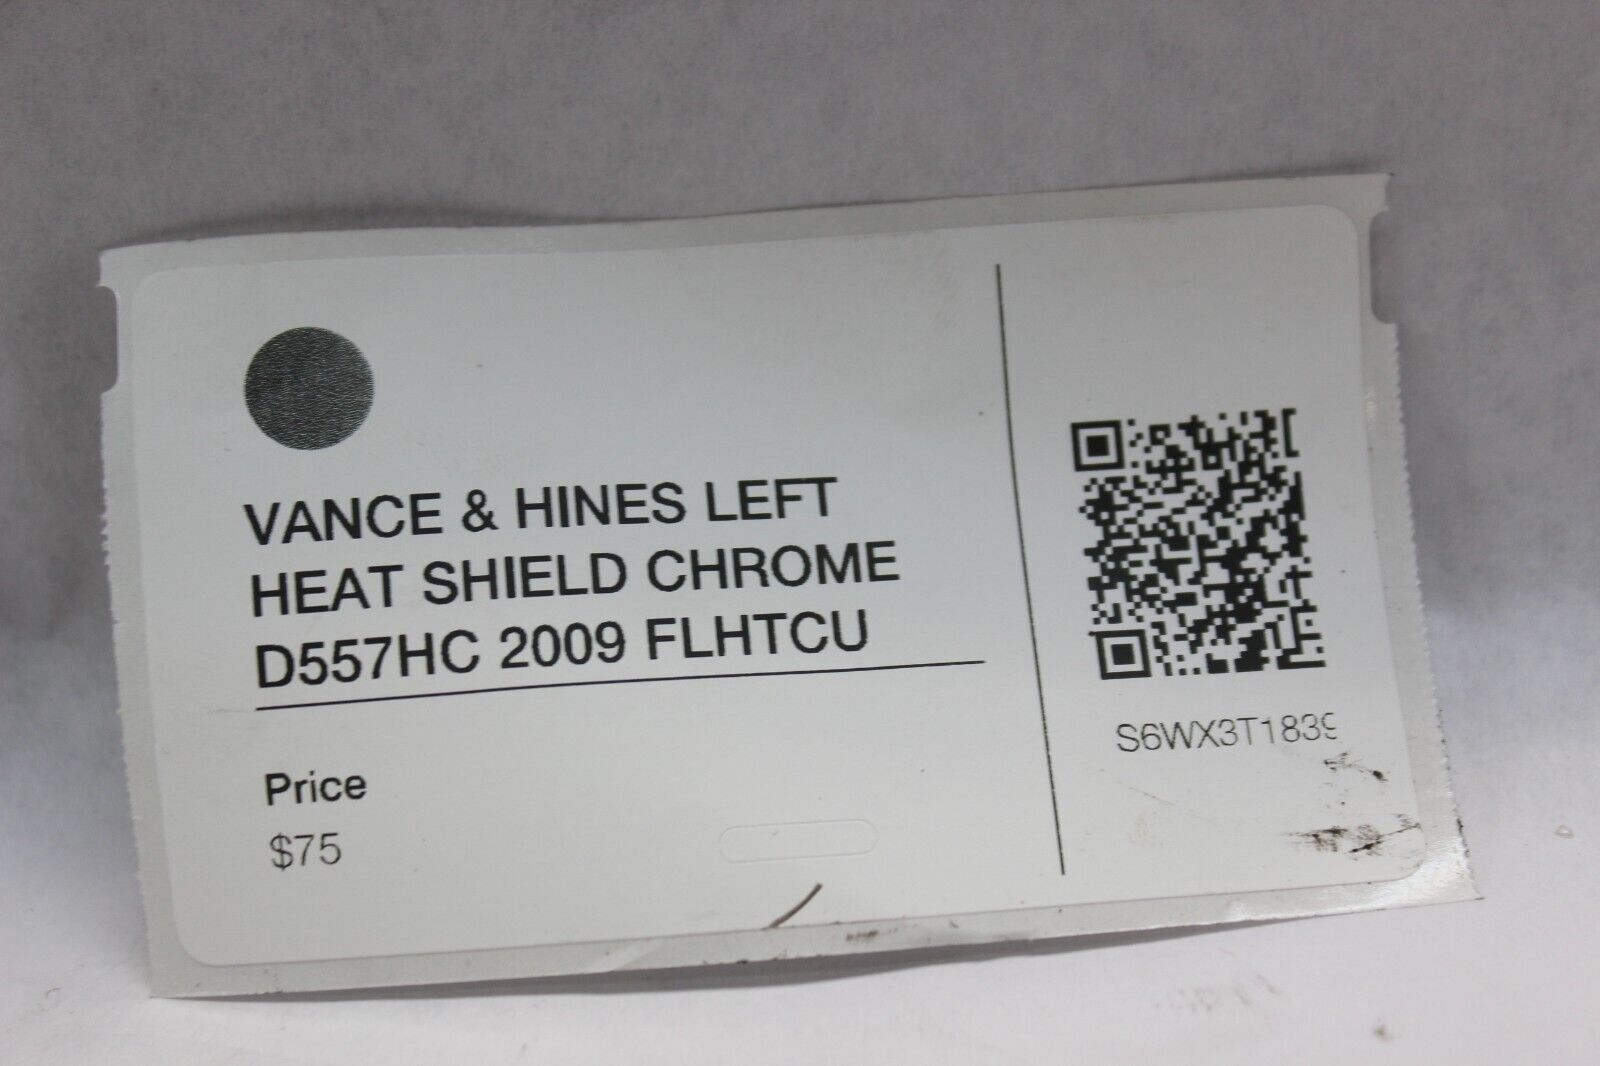 VANCE & HINES LEFT
HEAT SHIELD CHROME
D557HC 2009 FLHTCU
Price
$75
S6WX3T1839